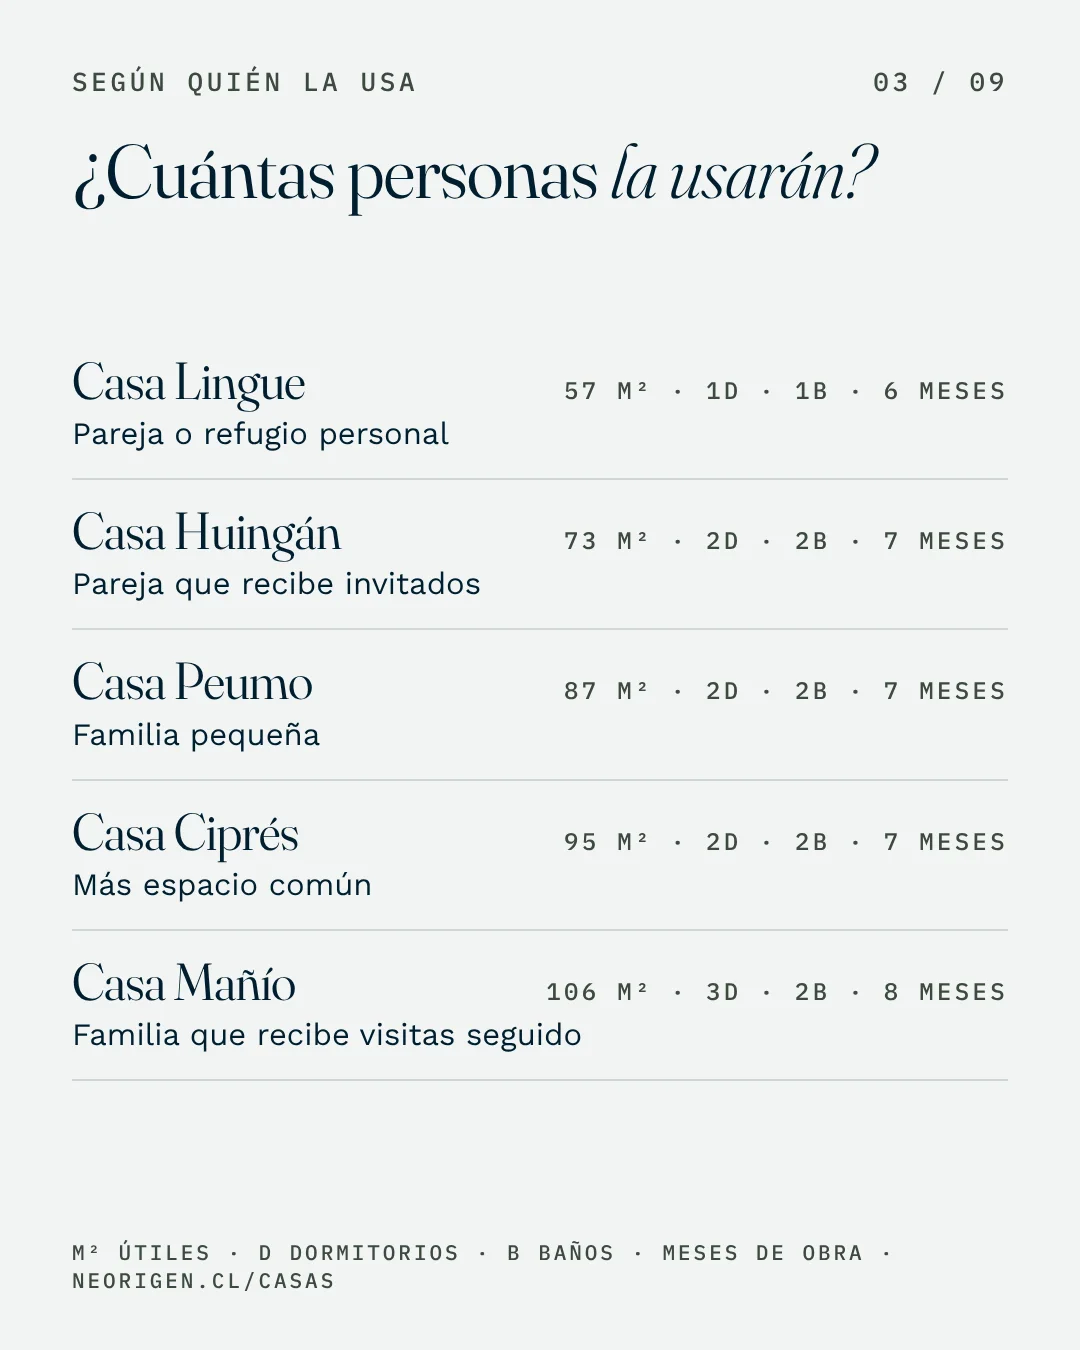 SEGÚN QUIÉN LA USA
03 / 09
¿Cuántas personas la usarán?
Casa Lingue
57 M² · 1D · 1B · 6 MESES
Pareja o refugio personal
Casa Huingán
73 M² · 2D · 2B · 7 MESES
Pareja que recibe invitados
Casa Peumo
87 M² · 2D · 2B · 7 MESES
Familia pequeña
Casa Ciprés
95 M² · 2D · 2B · 7 MESES
Más espacio común
Casa Mañío
106 M² · 3D · 2B · 8 MESES
Familia que recibe visitas seguido
M² ÚTILES · D DORMITORIOS · B BAÑOS · MESES DE OBRA ·
NEORIGEN.CL/CASAS